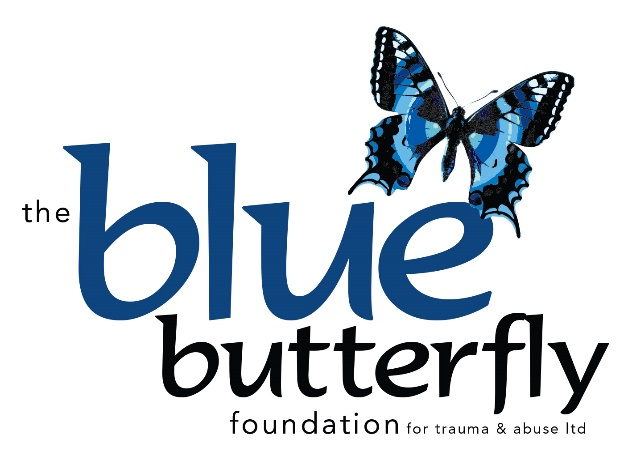 the blue
butterfly
foundation for trauma & abuse ltd